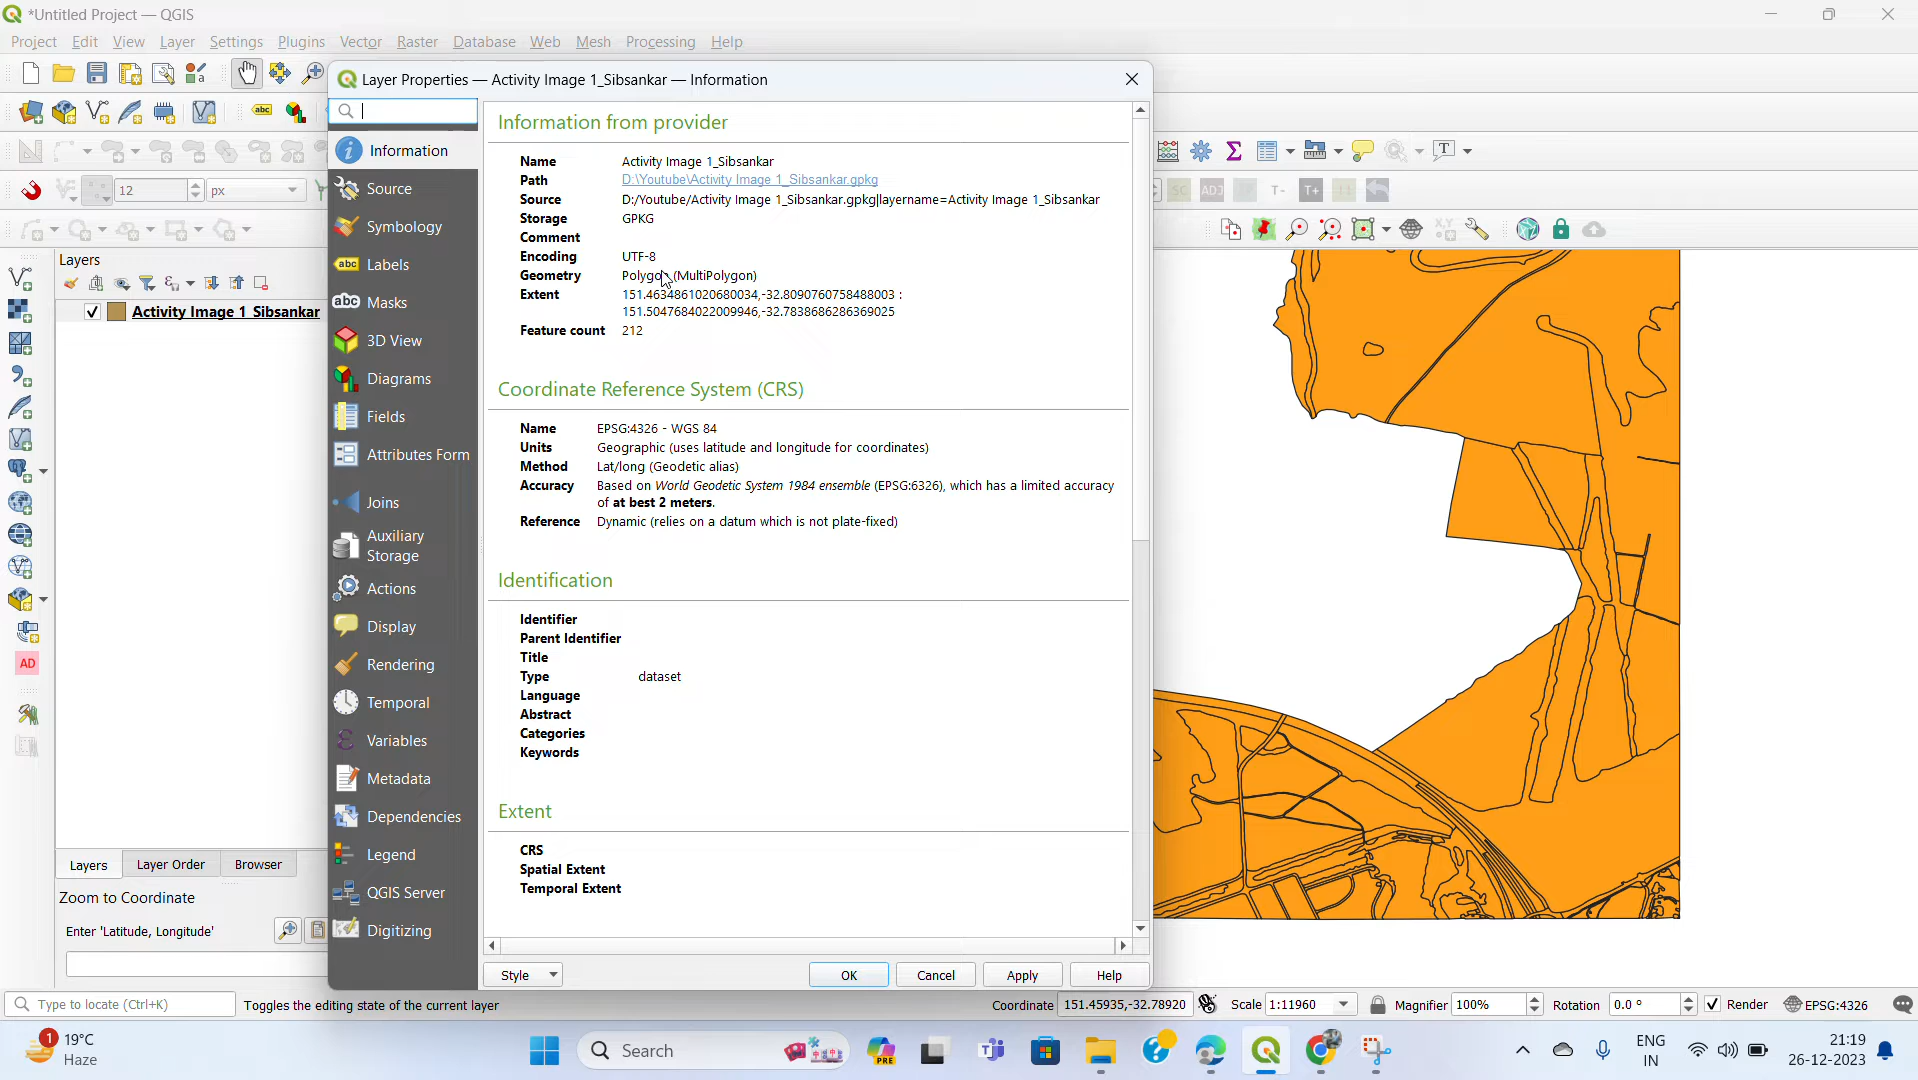 *Untitled Project — QGIS
Project Edit View Layer Settings Plugins Vector Raster Database Web Mesh Processing Help
Layer Properties — Activity Image 1_Sibsankar — Information
Information from provider
Name Activity Image 1_Sibsankar
Path D:\Youtube\Activity Image 1_Sibsankar.gpkg
Source D:/Youtube/Activity Image 1_Sibsankar.gpkg|layername=Activity Image 1_Sibsankar
Storage GPKG
Comment
Encoding UTF-8
Geometry Polygon (MultiPolygon)
Extent 151.4634861020680034,-32.8090760758488003 :
151.5047684022009946,-32.7838686286369025
Feature count 212
Coordinate Reference System (CRS)
Name EPSG:4326 - WGS 84
Units Geographic (uses latitude and longitude for coordinates)
Method Lat/long (Geodetic alias)
Accuracy Based on World Geodetic System 1984 ensemble (EPSG:6326), which has a limited accuracy
of at best 2 meters.
Reference Dynamic (relies on a datum which is not plate-fixed)
Identification
Identifier
Parent Identifier
Title
Type dataset
Language
Abstract
Categories
Keywords
Extent
CRS
Spatial Extent
Temporal Extent
Information
Source
Symbology
abc Labels
abc Masks
3D View
Diagrams
Fields
Attributes Form
Joins
Auxiliary
Storage
Actions
Display
Rendering
Temporal
Variables
Metadata
Dependencies
Legend
QGIS Server
Digitizing
Style OK Cancel Apply Help
abc
12 px
SC ADJ T- T+
T
X,Y
Layers
Activity Image 1 Sibsankar
AD
Layers Layer Order Browser
Zoom to Coordinate
Enter 'Latitude, Longitude'
Type to locate (Ctrl+K) Toggles the editing state of the current layer Coordinate 151.45935,-32.78920 Scale 1:11960 Magnifier 100% Rotation 0.0 ° Render EPSG:4326
1 19°C
Haze
Search
PRE
ENG
IN
21:19
26-12-2023